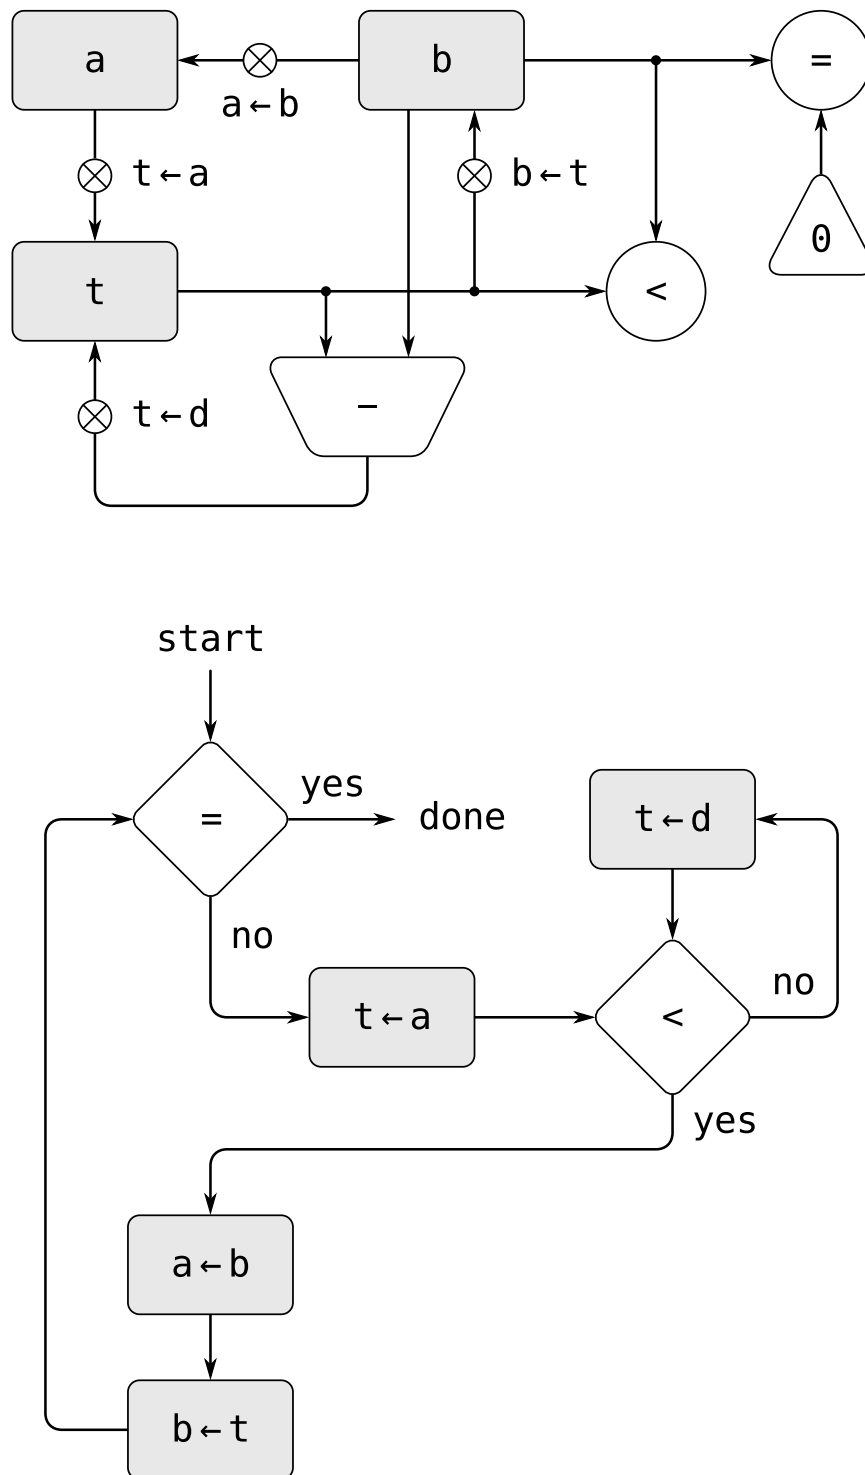 a
b
=
a←b
t←a
b←t
0
t
<
t←d
−
start
=
yes
done
t←d
no
t←a
<
no
yes
a←b
b←t